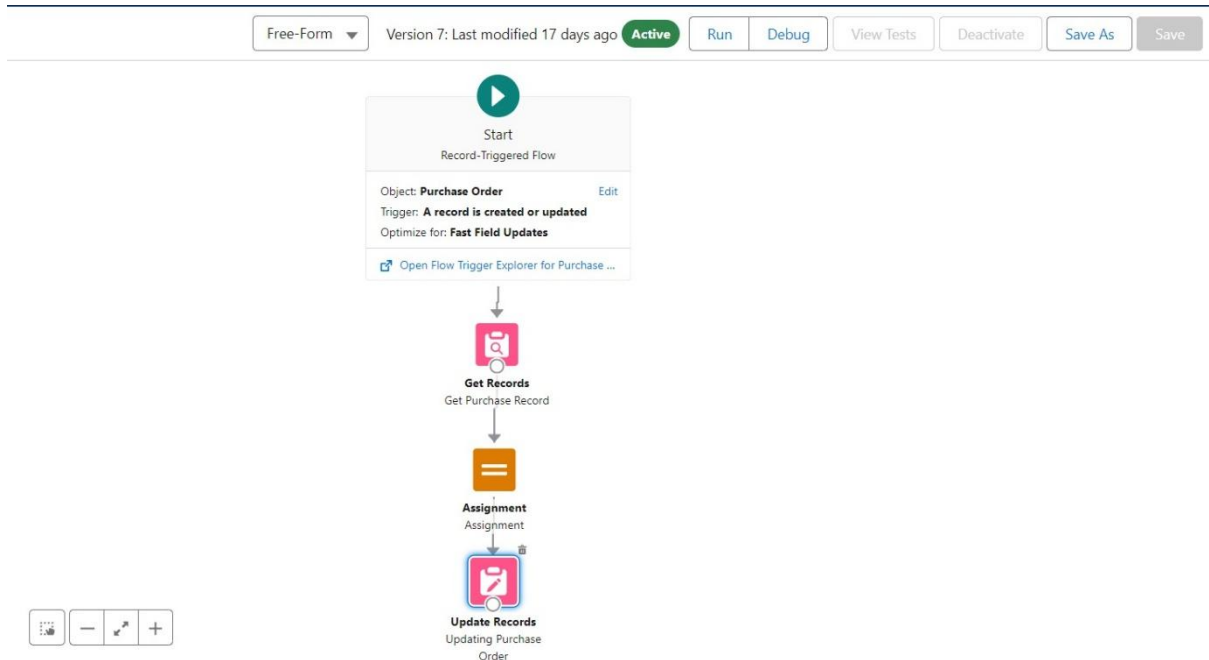 Free-Form
Version 7: Last modified 17 days ago
Active
Run
Debug
View Tests
Deactivate
Save As
Save
Start
Record-Triggered Flow
Object: Purchase Order
Edit
Trigger: A record is created or updated
Optimize for: Fast Field Updates
Open Flow Trigger Explorer for Purchase ...
Get Records
Get Purchase Record
Assignment
Assignment
Update Records
Updating Purchase
Order